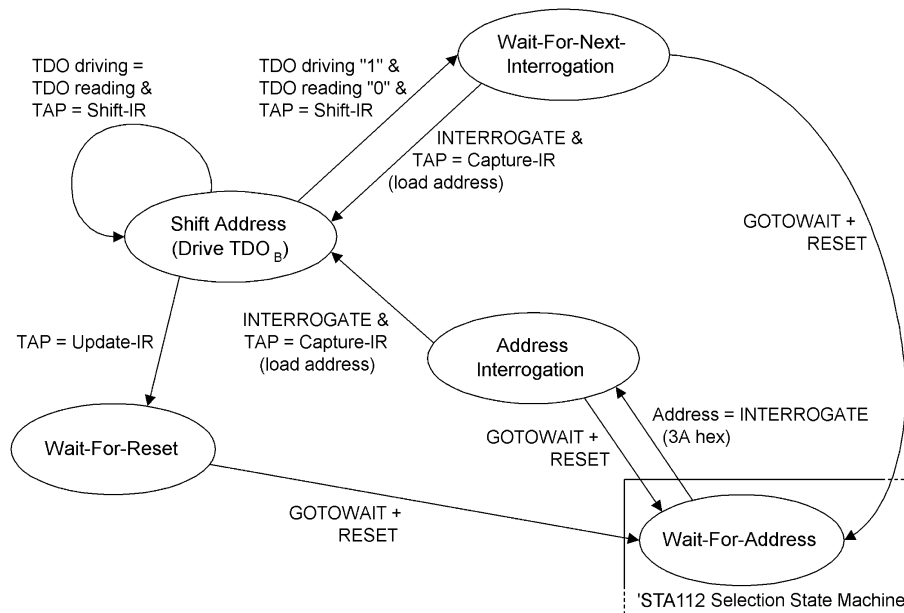 Wait-For-Next-
Interrogation
TDO driving =
TDO reading &
TAP = Shift-IR
TDO driving "1" &
TDO reading "0" &
TAP = Shift-IR
INTERROGATE &
TAP = Capture-IR
(load address)
Shift Address
(Drive TDO B)
GOTOWAIT +
RESET
TAP = Update-IR
INTERROGATE &
TAP = Capture-IR
(load address)
Address
Interrogation
Address = INTERROGATE
(3A hex)
Wait-For-Reset
GOTOWAIT +
RESET
GOTOWAIT +
RESET
Wait-For-Address
'STA112 Selection State Machine